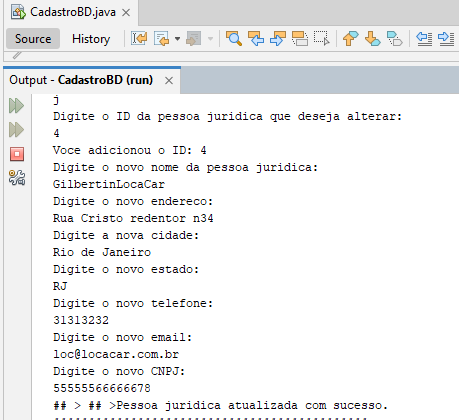 CadastroBD.java ×
Source History
Output - CadastroBD (run) ×
j
Digite o ID da pessoa juridica que deseja alterar:
4
Voce adicionou o ID: 4
Digite o novo nome da pessoa juridica:
GilbertinLocaCar
Digite o novo endereco:
Rua Cristo redentor n34
Digite a nova cidade:
Rio de Janeiro
Digite o novo estado:
RJ
Digite o novo telefone:
31313232
Digite o novo email:
loc@locacar.com.br
Digite o novo CNPJ:
55555566666678
## > ## >Pessoa juridica atualizada com sucesso.